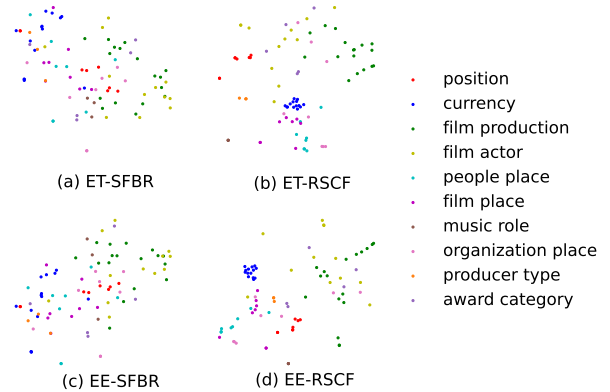 (a) ET-SFBR
(b) ET-RSCF
(c) EE-SFBR
(d) EE-RSCF
position
currency
film production
film actor
people place
film place
music role
organization place
producer type
award category